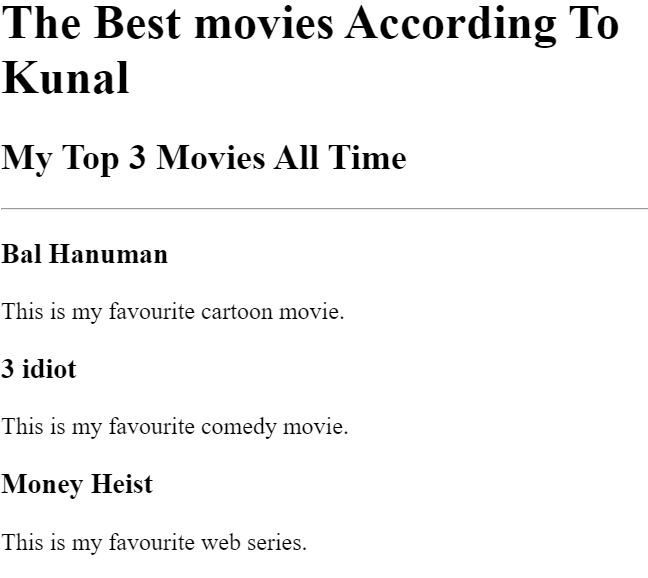 The Best movies According To
Kunal
My Top 3 Movies All Time
Bal Hanuman
This is my favourite cartoon movie.
3 idiot
This is my favourite comedy movie.
Money Heist
This is my favourite web series.